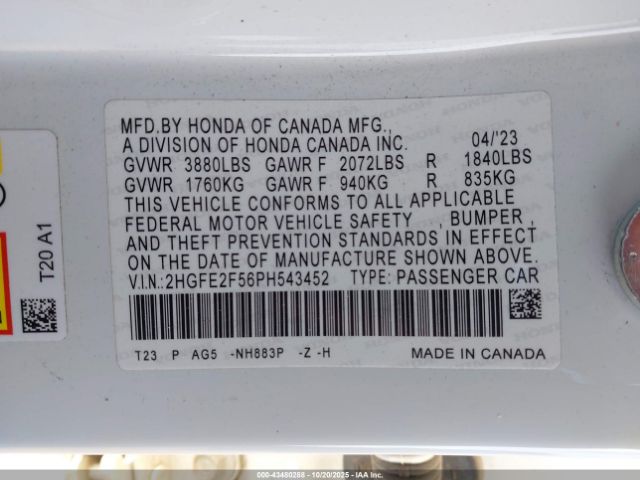 MFD.BY HONDA OF CANADA MFG.,
A DIVISION OF HONDA CANADA INC. 04/'23
GVWR 3880LBS GAWR F 2072LBS R 1840LBS
GVWR 1760KG GAWR F 940KG R 835KG
THIS VEHICLE CONFORMS TO ALL APPLICABLE
FEDERAL MOTOR VEHICLE SAFETY , BUMPER ,
AND THEFT PREVENTION STANDARDS IN EFFECT
ON THE DATE OF MANUFACTURE SHOWN ABOVE.
V.I.N.:2HGFE2F56PH543452 TYPE: PASSENGER CAR
T23 P AG5 -NH883P -Z -H MADE IN CANADA
T20 A1
000-43480288 - 10/20/2025 - IAAI.COM